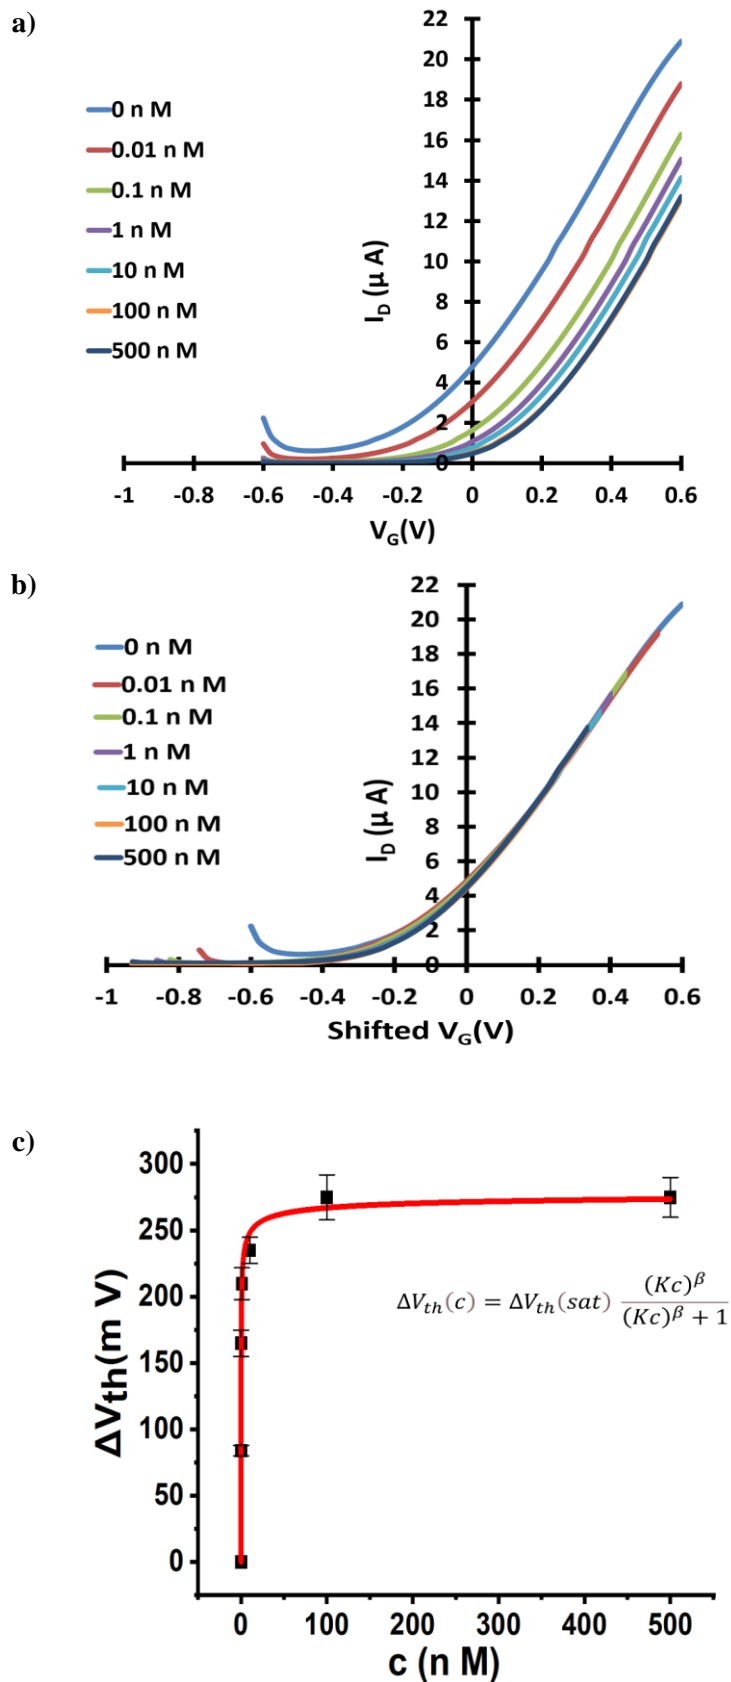 a)
22
20
18
16
14
12
10
8
6
4
2
0
I_D (μ A)
0 n M
0.01 n M
0.1 n M
1 n M
10 n M
100 n M
500 n M
-1 -0.8 -0.6 -0.4 -0.2 0 0.2 0.4 0.6
V_G(V)
b)
22
20
18
16
14
12
10
8
6
4
2
0
I_D (μ A)
0 n M
0.01 n M
0.1 n M
1 n M
10 n M
100 n M
500 n M
-1 -0.8 -0.6 -0.4 -0.2 0 0.2 0.4 0.6
Shifted V_G(V)
c)
300
250
200
150
100
50
0
ΔV_th(m V)
ΔV_th(c) = ΔV_th(sat) (Kc)^β / ((Kc)^β + 1)
0 100 200 300 400 500
c (n M)